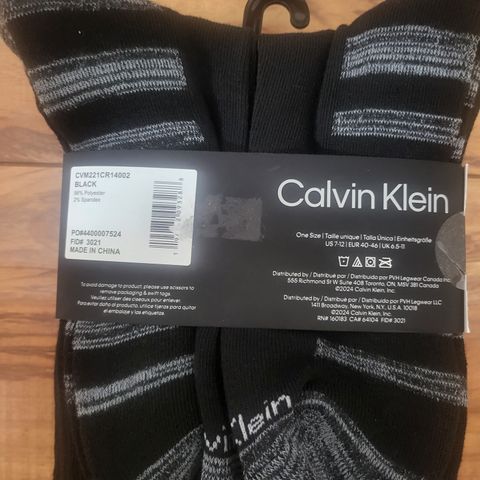 CVM221CR14002
BLACK
98% Polyester
2% Spandex
PO#4400007524
FID# 3021
MADE IN CHINA
To avoid damage to product, please use scissors to
remove packaging & swift tags.
Utiliser des ciseaux pour enlever.
Para evitar daño al producto utilice tijeras para quitar
el embalaje y las etiquetas.
Calvin Klein
One Size | Taille unique | Talla Única | Einheitsgröße
US 7-12 | EUR 40-46 | UK 6.5-11
Distributed by / Distribué par / Distribuido por PVH Legwear Canada Inc.
555 Richmond St W Suite 408 Toronto, ON, M5V 3B1 Canada
©2024 Calvin Klein, Inc.
Distributed by / Distribué par / Distribuido por PVH Legwear LLC
1411 Broadway, New York, N.Y., U.S.A. 10018
©2024 Calvin Klein, Inc.
RN# 160183 CA# 64104 FID# 3021
Klein